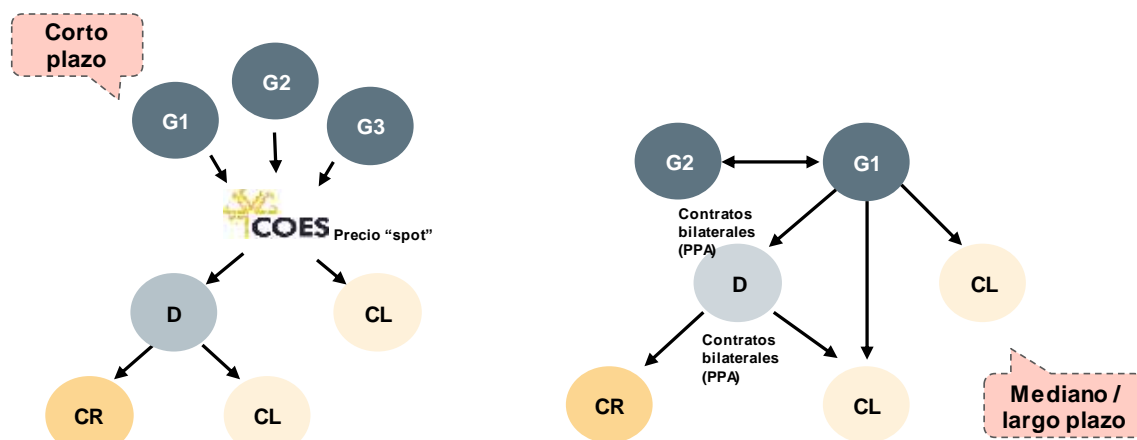 Corto
plazo
G1
G2
G3
COES
Precio “spot”
D
CL
CR
CL
G2
G1
Contratos
bilaterales
(PPA)
D
CL
Contratos
bilaterales
(PPA)
CR
CL
Mediano /
largo plazo